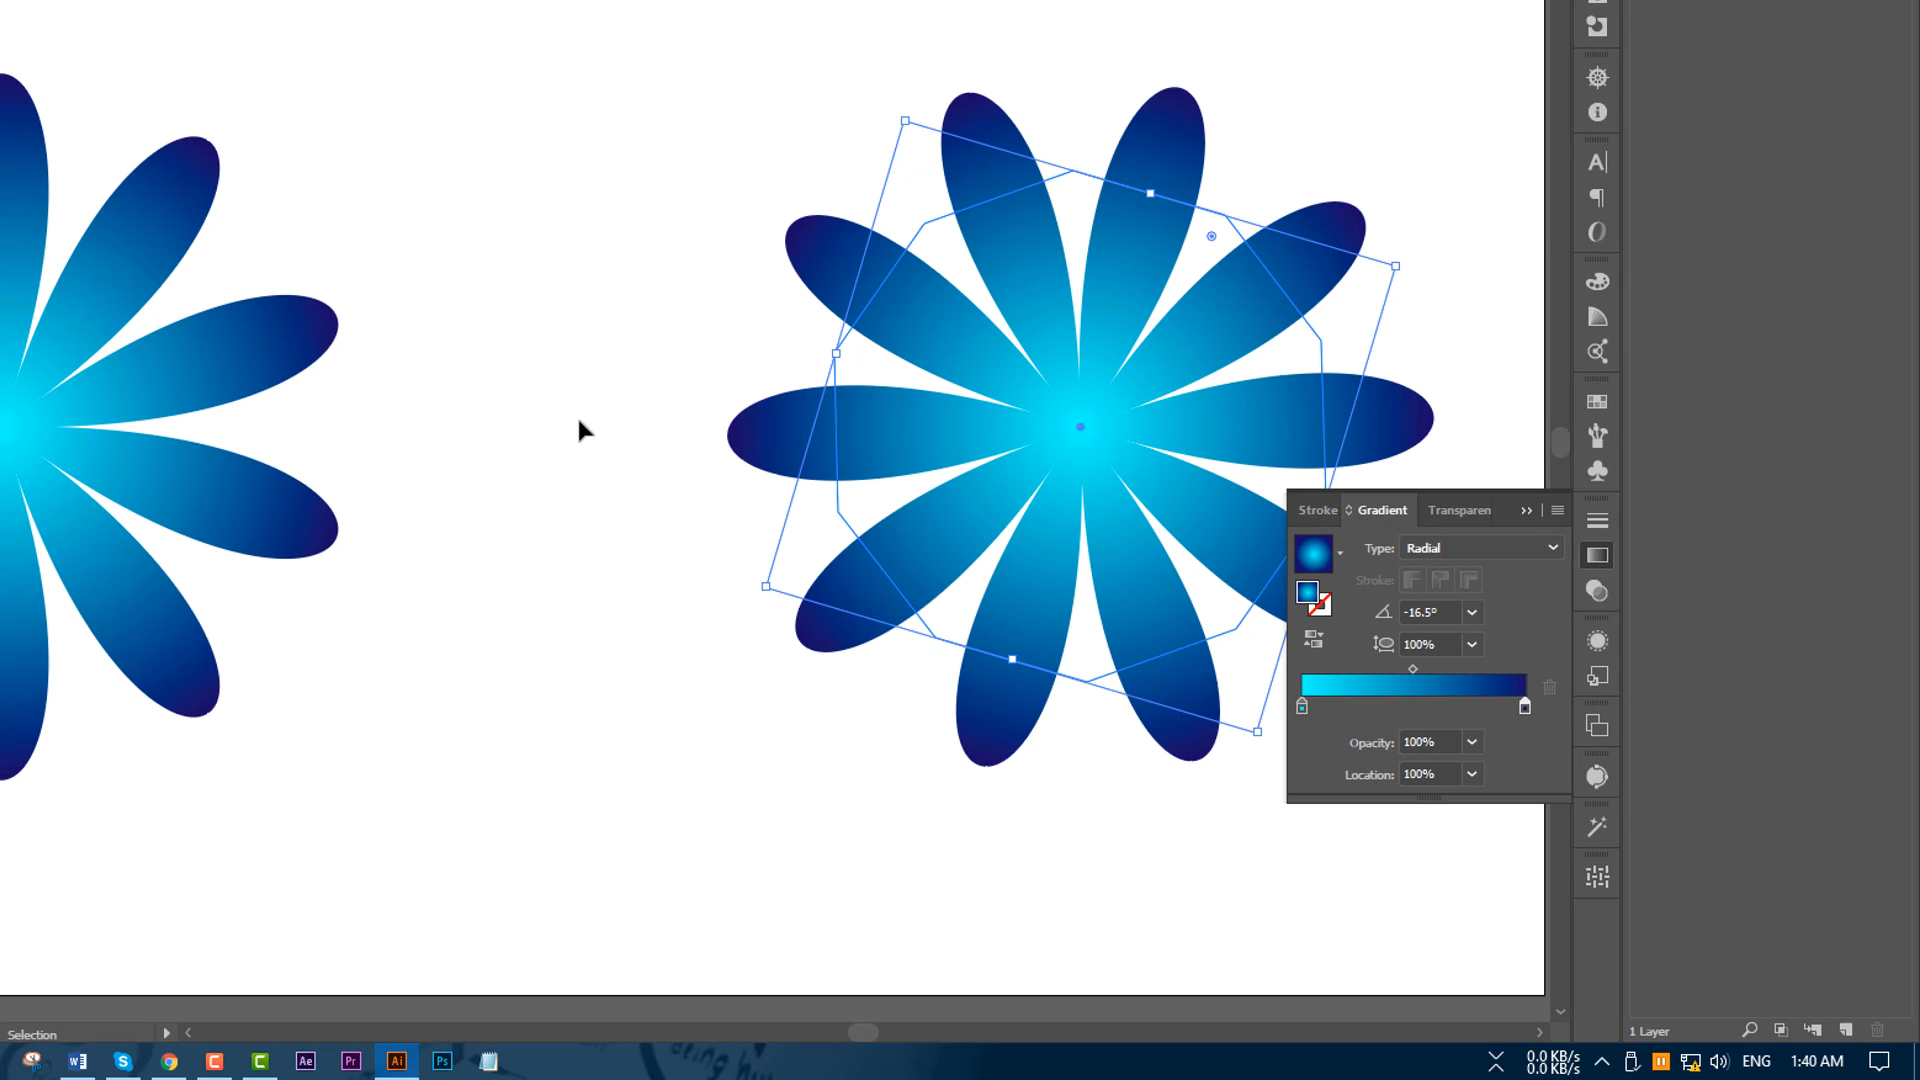 Stroke
Gradient
Transparen
Type:
Radial
Stroke:
-16.5°
100%
Opacity:
100%
Location:
100%
Selection
1 Layer
Ae
Pr
Ai
Ps
0.0 KB/s
0.0 KB/s
ENG
1:40 AM